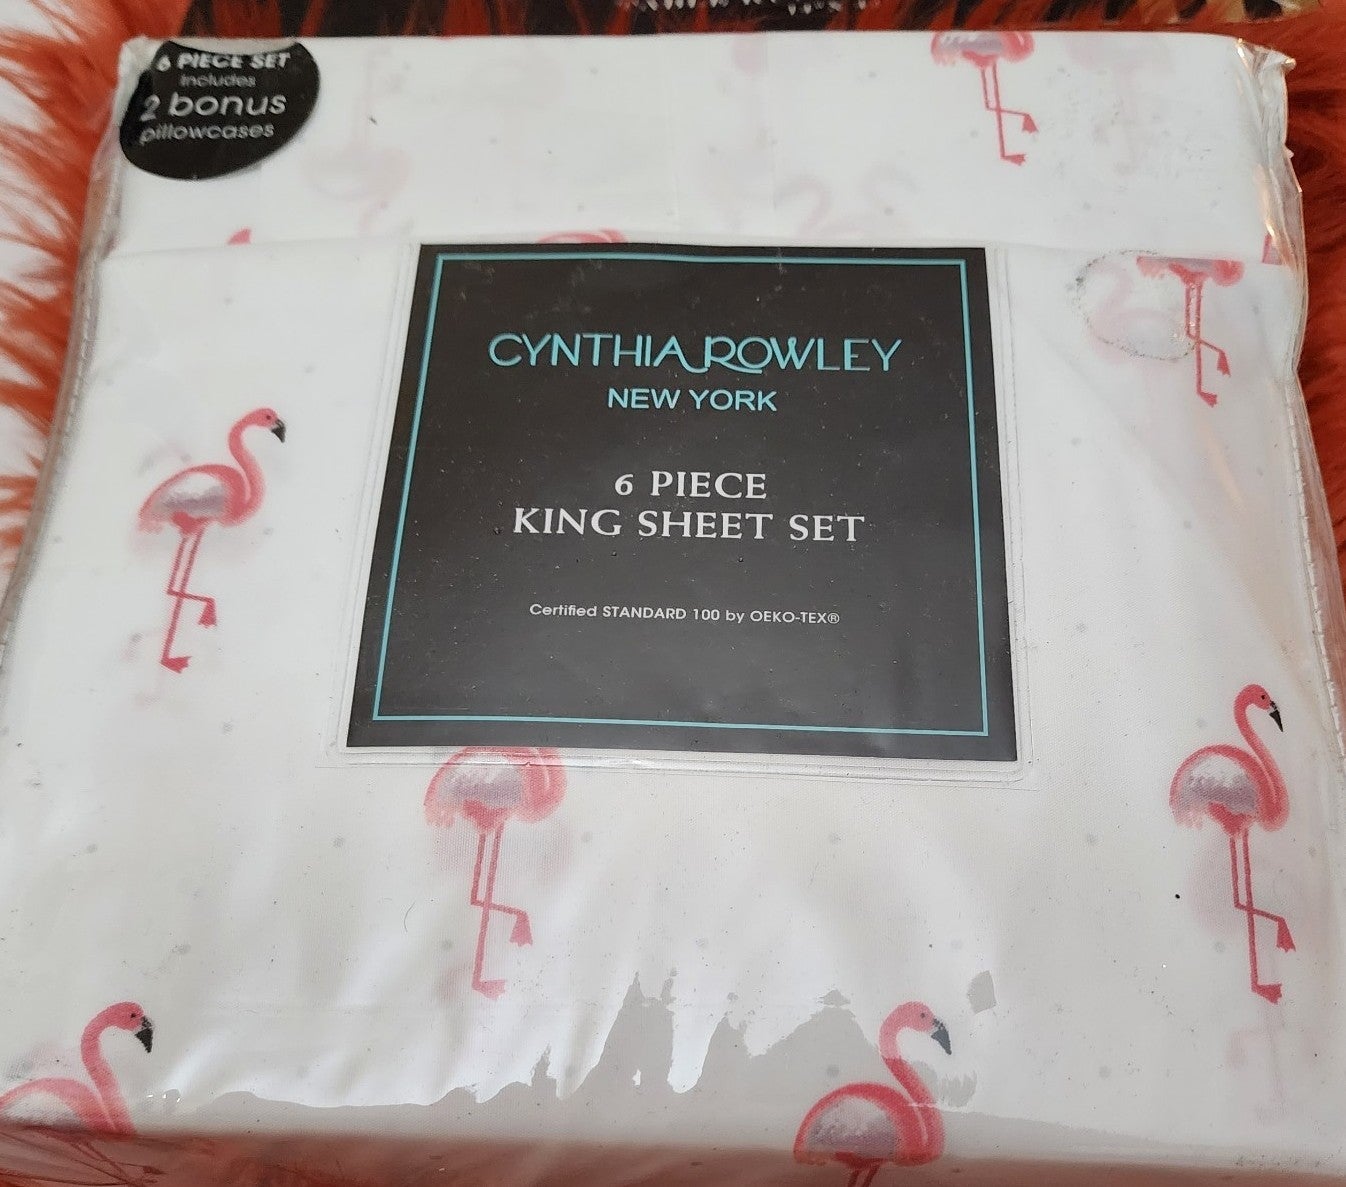 6 PIECE SET
includes
2 bonus
pillowcases
CYNTHIA ROWLEY
NEW YORK
6 PIECE
KING SHEET SET
Certified STANDARD 100 by OEKO-TEX®